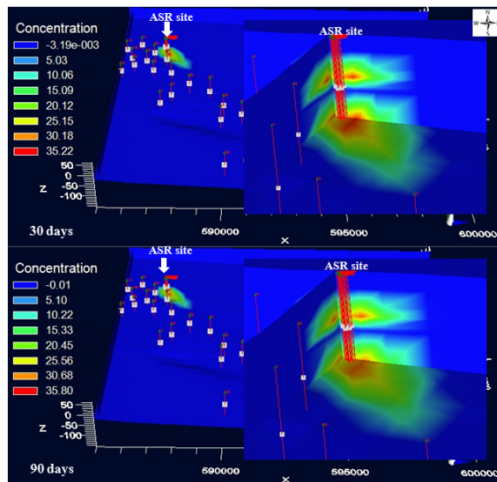 ASR site
Concentration
-3.19e-003
5.03
10.06
15.09
20.12
25.15
30.18
35.22
ASR site
N
50
0
-50
-100
Z
30 days
590000
X
595000
600000
ASR site
Concentration
-0.01
5.10
10.22
15.33
20.45
25.56
30.68
35.80
ASR site
50
0
-50
-100
Z
90 days
590000
X
595000
600000